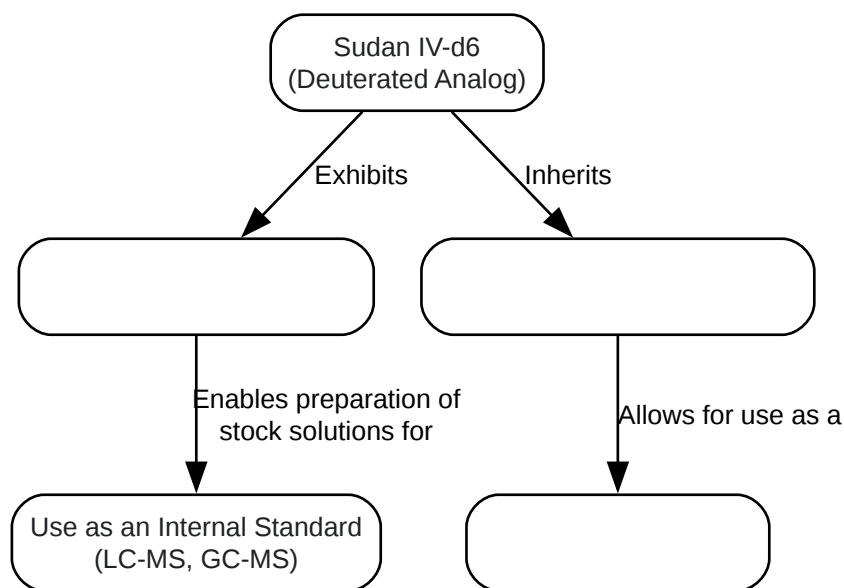 Sudan IV-d6
(Deuterated Analog)
Exhibits
Inherits
Enables preparation of
stock solutions for
Allows for use as a
Use as an Internal Standard
(LC-MS, GC-MS)